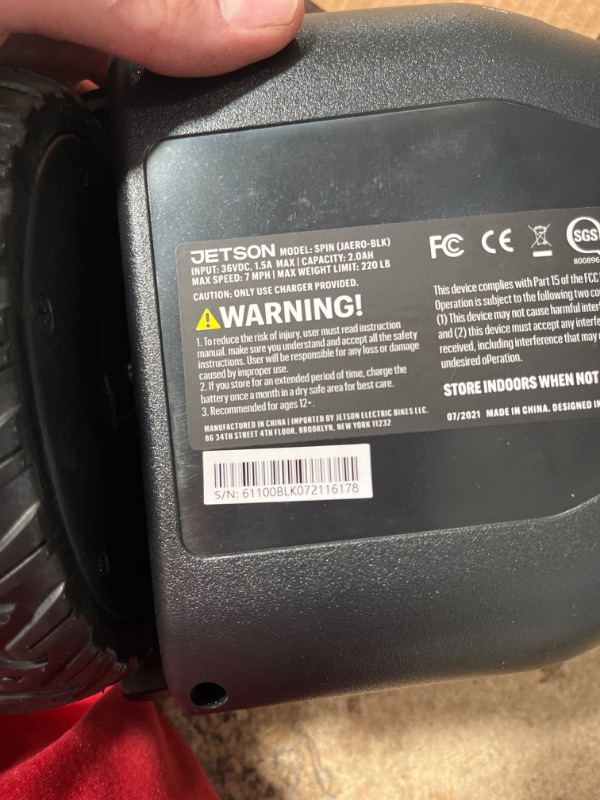 JETSON MODEL: SPIN (JAERO-BLK)
INPUT: 36VDC, 1.5A MAX | CAPACITY: 2.0AH
MAX SPEED: 7 MPH | MAX WEIGHT LIMIT: 220 LB
CAUTION: ONLY USE CHARGER PROVIDED.
WARNING!
1. To reduce the risk of injury, user must read instruction
manual. make sure you understand and accept all the safety
instructions. User will be responsible for any loss or damage
caused by improper use.
2. If you store for an extended period of time, charge the
battery once a month in a dry safe area for best care.
3. Recommended for ages 12+.
MANUFACTURED IN CHINA | IMPORTED BY JETSON ELECTRIC BIKES LLC.
86 34TH STREET 4TH FLOOR, BROOKLYN, NEW YORK 11232
FC CE SGS
800896
This device complies with Part 15 of the FCC
Operation is subject to the following two
(1) This device may not cause harmful
and (2) this device must accept any
received, including interference that may
undesired oPeration.
STORE INDOORS WHEN NOT
07/2021 MADE IN CHINA. DESIGNED
S/N: 61100BLK072116178